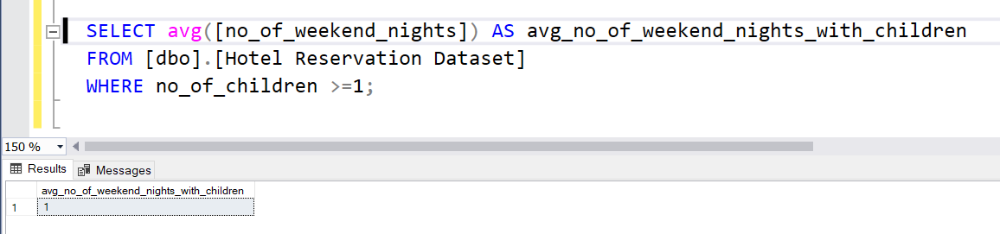 SELECT avg([no_of_weekend_nights]) AS avg_no_of_weekend_nights_with_children
FROM [dbo].[Hotel Reservation Dataset]
WHERE no_of_children >=1;
150 %
Results Messages
avg_no_of_weekend_nights_with_children
1 1